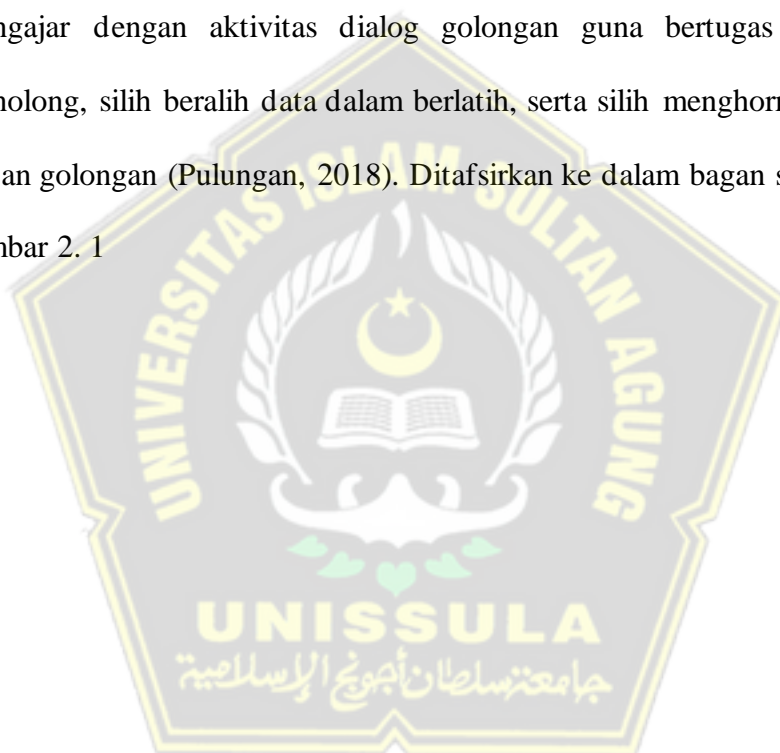 ngajar dengan aktivitas dialog golongan guna bertugas
nolong, silih beralih data dalam berlatih, serta silih menghorm
an golongan (Pulungan, 2018). Ditafsirkan ke dalam bagan s
mbar 2. 1
UNIVERSITAS ISLAM SULTAN AGUNG
UNISSULA
جامعة سلطان أجونج الإسلامية